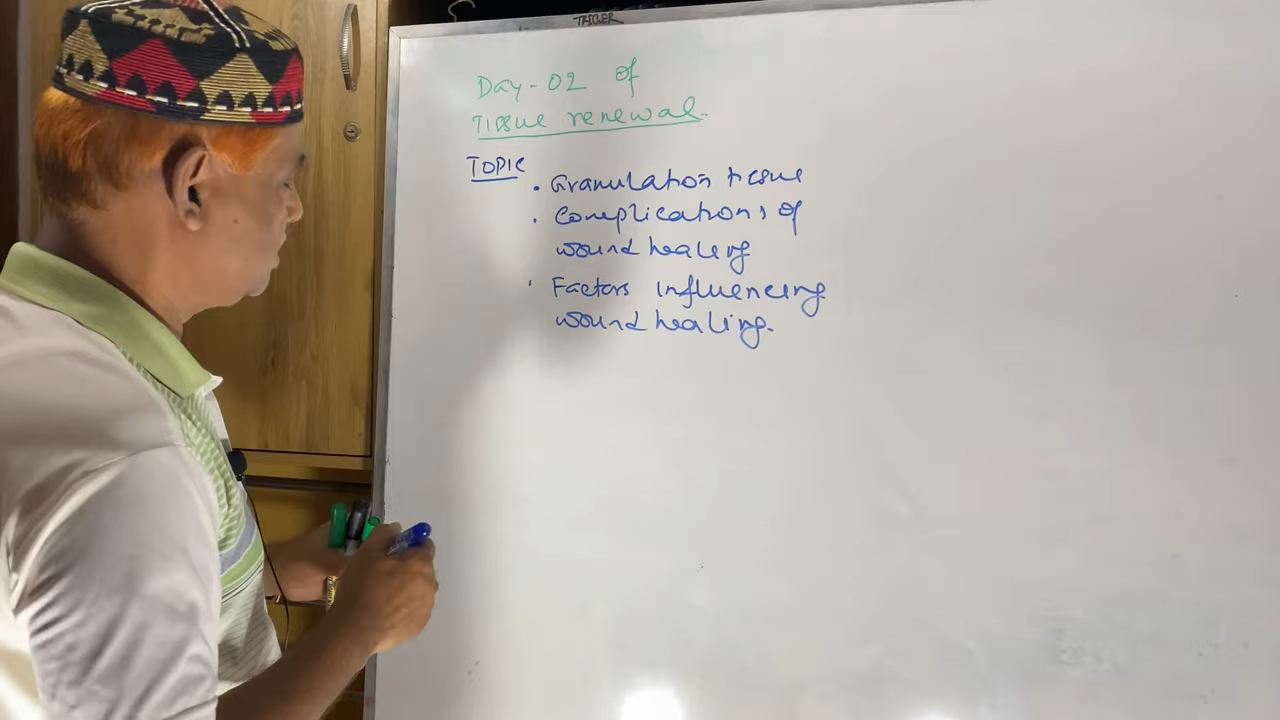 Day-02 of
Tissue renewal.
TOPIC
• Granulation tissue
• Complications of
wound healing
• Factors influencing
wound healing.